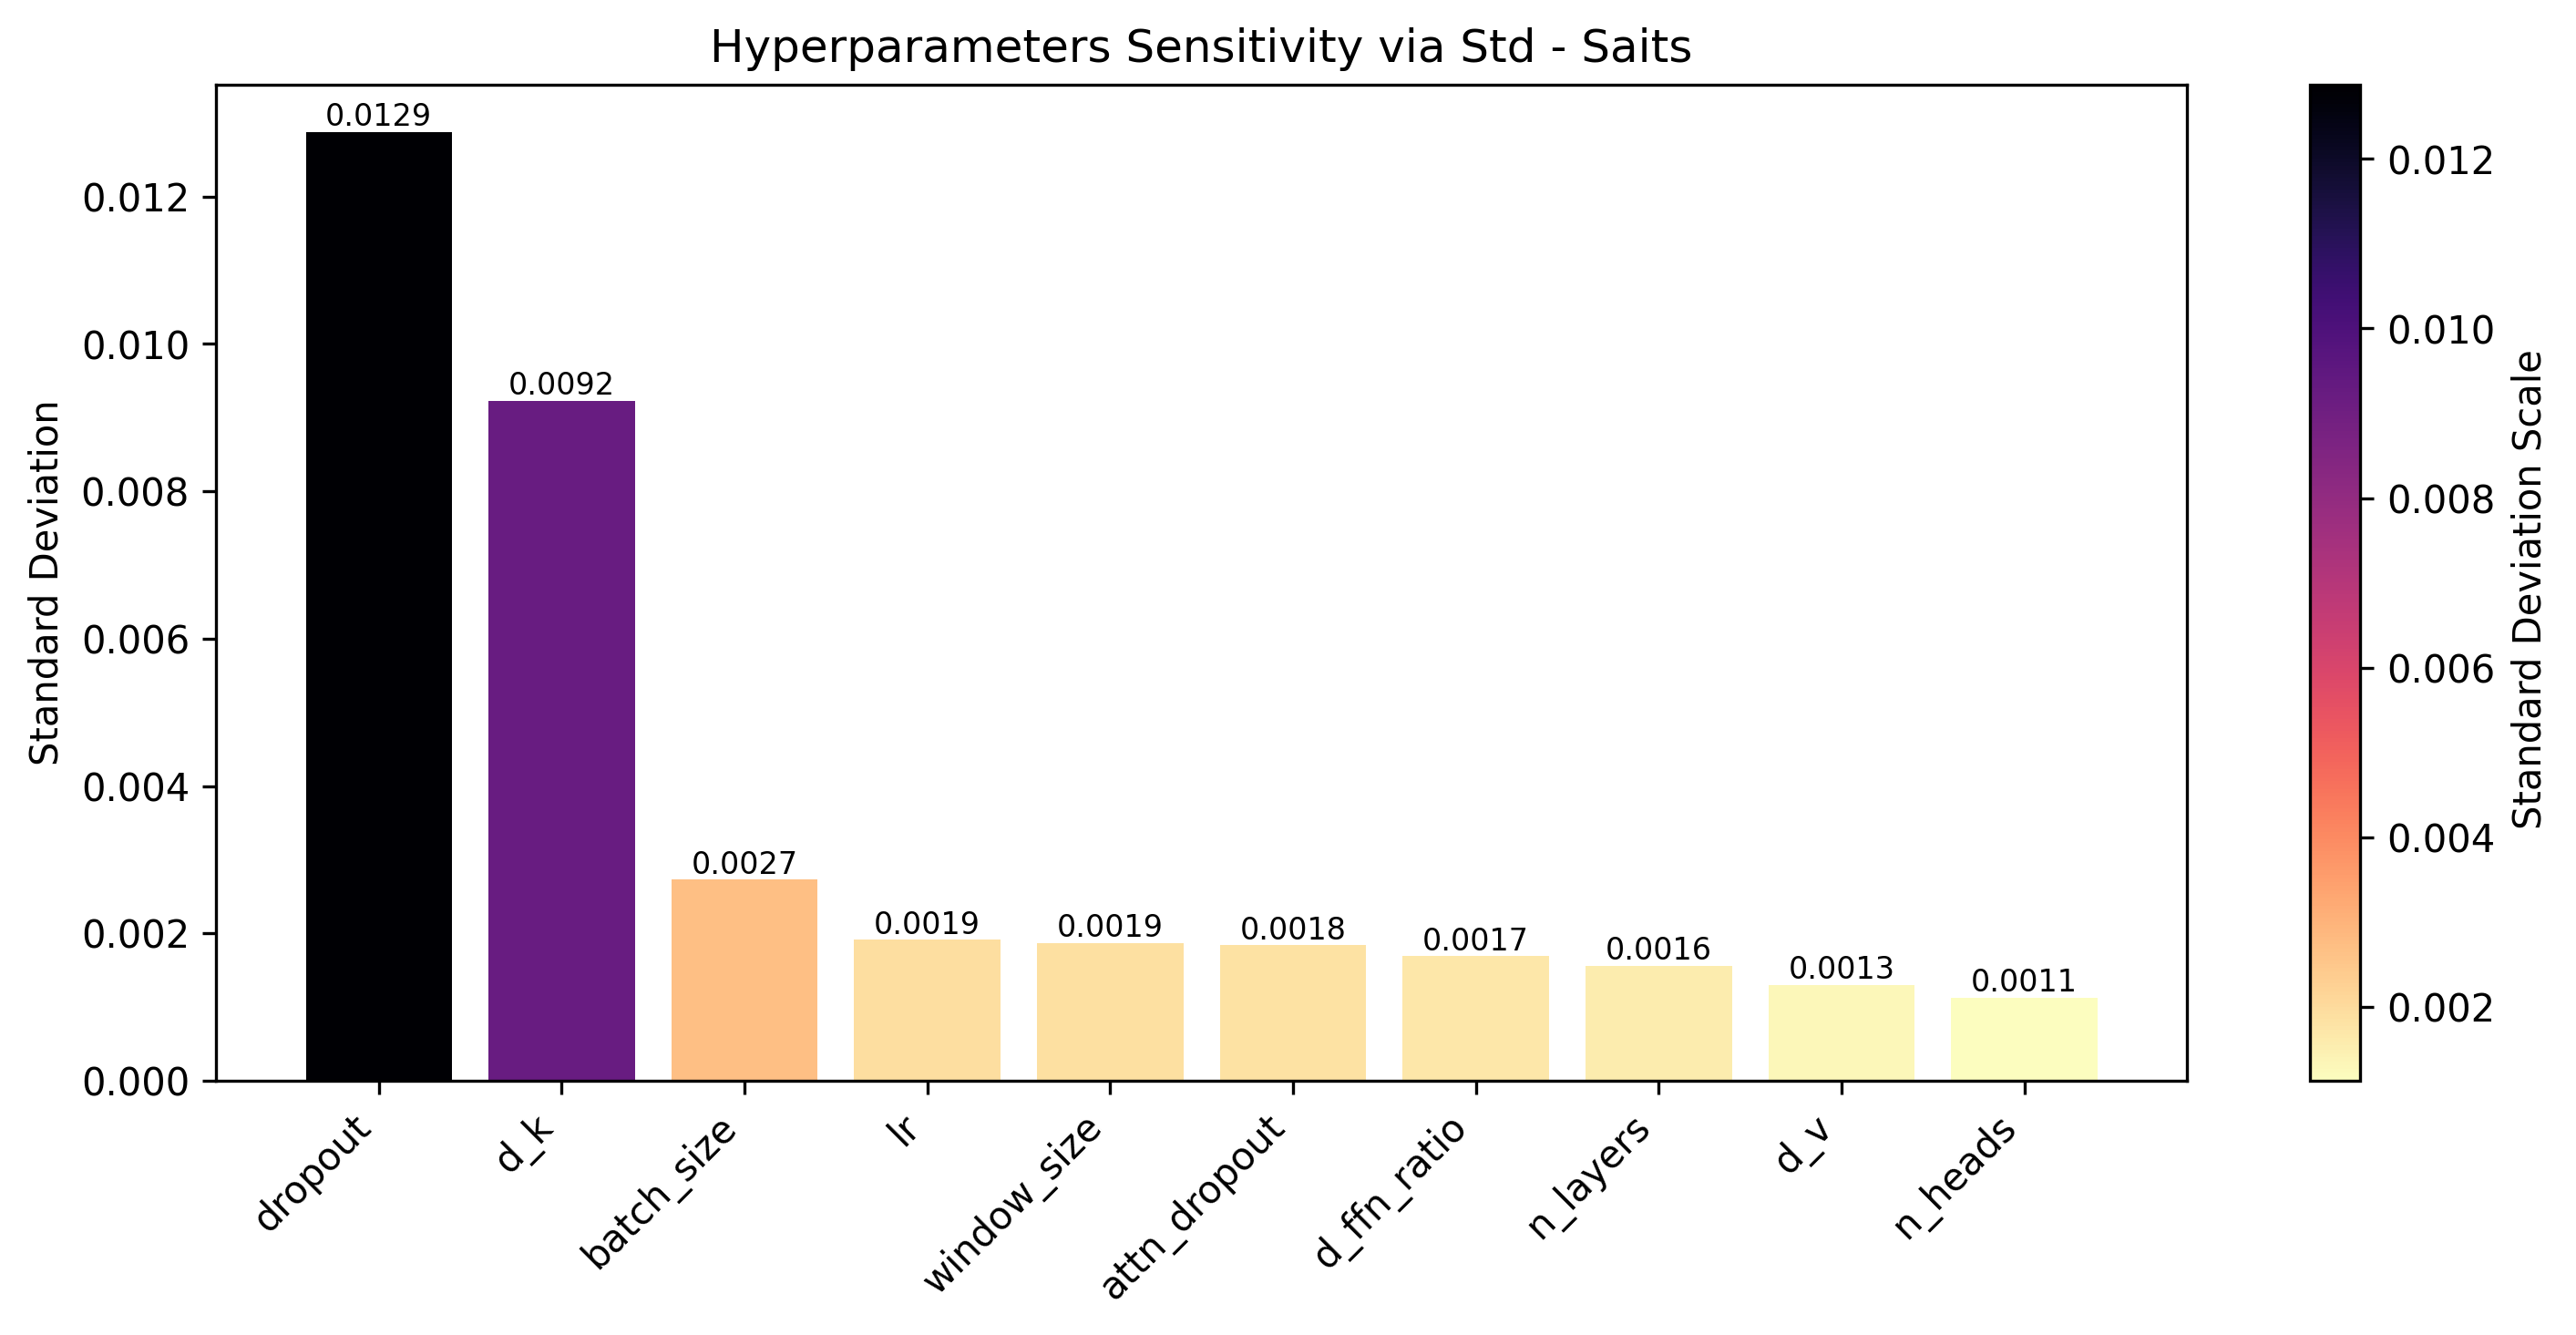 Hyperparameters Sensitivity via Std - Saits
Standard Deviation
0.012
0.010
0.008
0.006
0.004
0.002
0.000
0.0129
0.0092
0.0027
0.0019
0.0019
0.0018
0.0017
0.0016
0.0013
0.0011
dropout
d_k
batch_size
lr
window_size
attn_dropout
d_ffn_ratio
n_layers
d_v
n_heads
0.012
0.010
0.008
0.006
0.004
0.002
Standard Deviation Scale